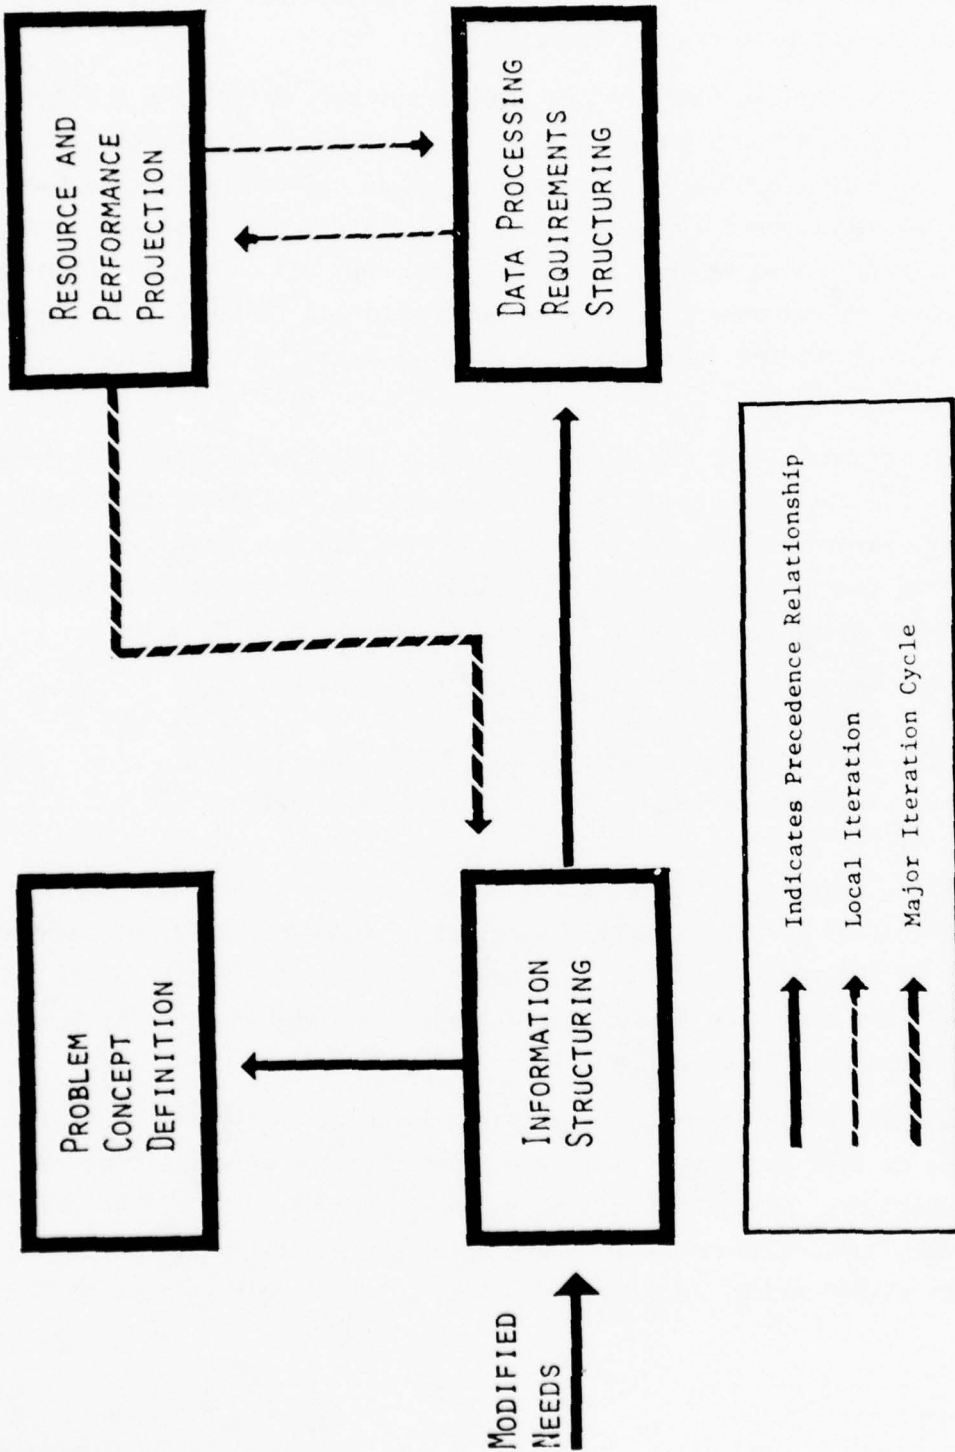 PROBLEM
CONCEPT
DEFINITION
RESOURCE AND
PERFORMANCE
PROJECTION
MODIFIED
NEEDS
INFORMATION
STRUCTURING
DATA PROCESSING
REQUIREMENTS
STRUCTURING
Indicates Precedence Relationship
Local Iteration
Major Iteration Cycle